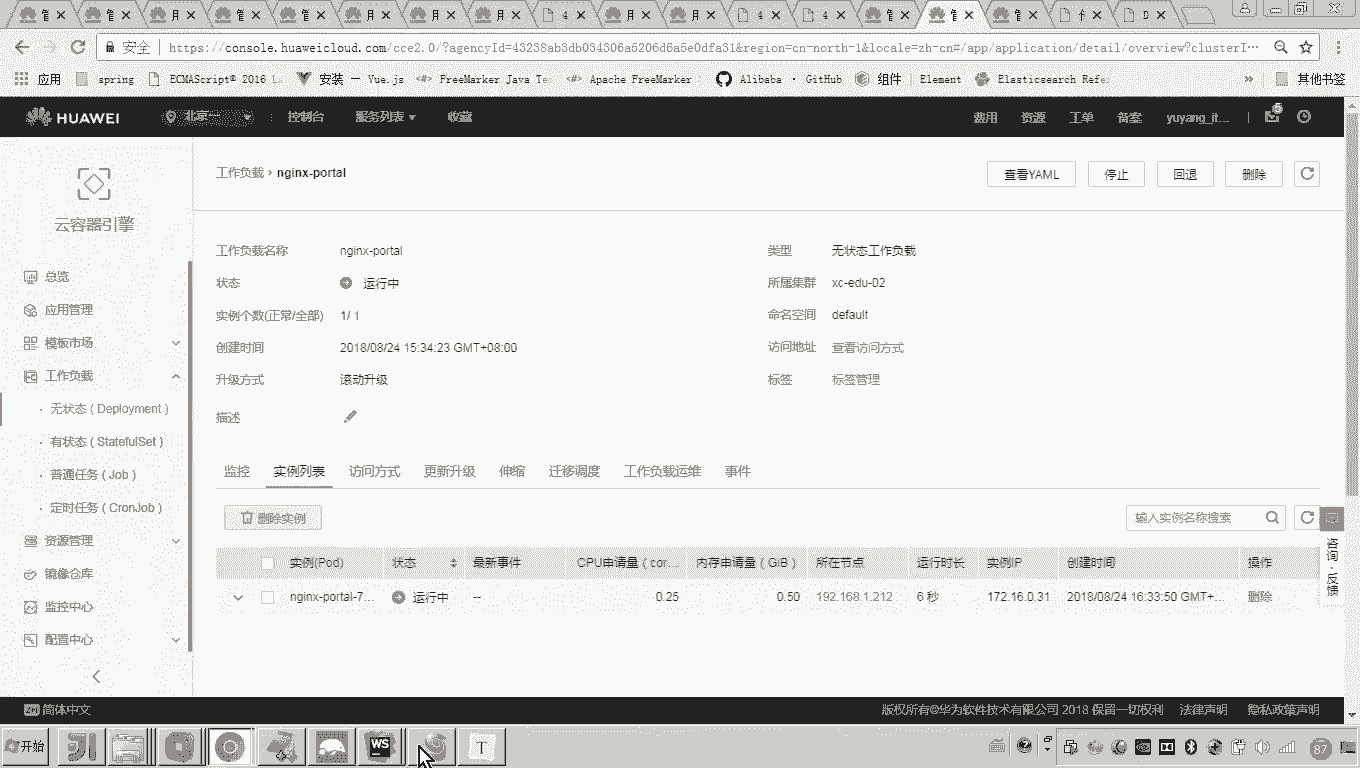 安全 https://console.huaweicloud.com/cce2.0/?agencyId=43238ab3db034306a5206d6a5e0dfa31&region=cn-north-1&locale=zh-cn#/app/application/detail/overview?clusterI…
应用 spring ECMAScript® 2016 La 安装 — Vue.js FreeMarker Java Te Apache FreeMarker Alibaba · GitHub 组件 Element Elasticsearch Refe » 其他书签
HUAWEI 北京一 控制台 服务列表 收藏 费用 资源 工单 备案 yuyang_it... 5
云容器引擎
总览
应用管理
模板市场
工作负载
无状态 ( Deployment )
有状态 ( StatefulSet )
普通任务 ( Job )
定时任务 ( CronJob )
资源管理
镜像仓库
监控中心
配置中心
工作负载 › nginx-portal 查看YAML 停止 回退 删除
工作负载名称 nginx-portal 类型 无状态工作负载
状态 运行中 所属集群 xc-edu-02
实例个数(正常/全部) 1/ 1 命名空间 default
创建时间 2018/08/24 15:34:23 GMT+08:00 访问地址 查看访问方式
升级方式 滚动升级 标签 标签管理
描述
监控 实例列表 访问方式 更新升级 伸缩 迁移调度 工作负载运维 事件
删除实例 输入实例名称搜索
实例(Pod) 状态 最新事件 CPU申请量 ( cor... 内存申请量 ( GiB ) 所在节点 运行时长 实例IP 创建时间 操作
nginx-portal-7... 运行中 -- 0.25 0.50 192.168.1.212 6 秒 172.16.0.31 2018/08/24 16:33:50 GMT+... 删除
咨询·反馈
简体中文 版权所有@华为软件技术有限公司 2018 保留一切权利 法律声明 隐私政策声明
开始 WS T 87